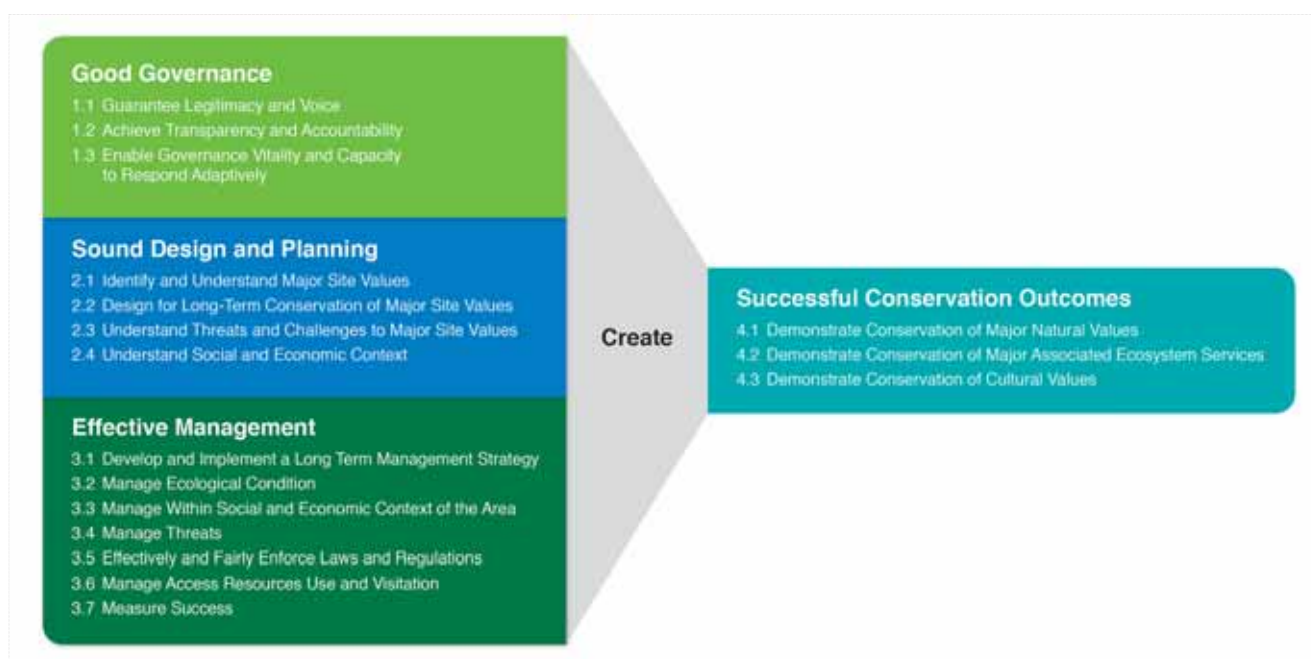 Good Governance
1.1 Guarantee Legitimacy and Voice
1.2 Achieve Transparency and Accountability
1.3 Enable Governance Vitality and Capacity
to Respond Adaptively
Sound Design and Planning
2.1 Identify and Understand Major Site Values
2.2 Design for Long-Term Conservation of Major Site Values
2.3 Understand Threats and Challenges to Major Site Values
2.4 Understand Social and Economic Context
Effective Management
3.1 Develop and Implement a Long Term Management Strategy
3.2 Manage Ecological Condition
3.3 Manage Within Social and Economic Context of the Area
3.4 Manage Threats
3.5 Effectively and Fairly Enforce Laws and Regulations
3.6 Manage Access Resources Use and Visitation
3.7 Measure Success
Create
Successful Conservation Outcomes
4.1 Demonstrate Conservation of Major Natural Values
4.2 Demonstrate Conservation of Major Associated Ecosystem Services
4.3 Demonstrate Conservation of Cultural Values